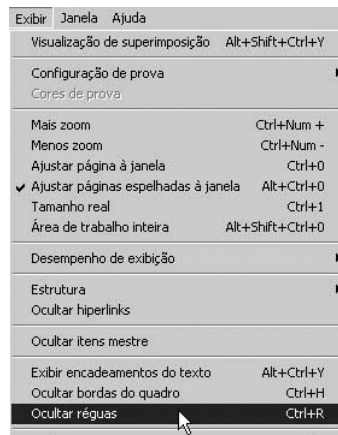 Exibir Janela Ajuda
Visualização de superimposição Alt+Shift+Ctrl+Y
Configuração de prova
Cores de prova
Mais zoom Ctrl+Num +
Menos zoom Ctrl+Num -
Ajustar página à janela Ctrl+0
Ajustar páginas espelhadas à janela Alt+Ctrl+0
Tamanho real Ctrl+1
Área de trabalho inteira Alt+Shift+Ctrl+0
Desempenho de exibição
Estrutura
Ocultar hiperlinks
Ocultar itens mestre
Exibir encadeamentos do texto Alt+Ctrl+Y
Ocultar bordas do quadro Ctrl+H
Ocultar réguas Ctrl+R